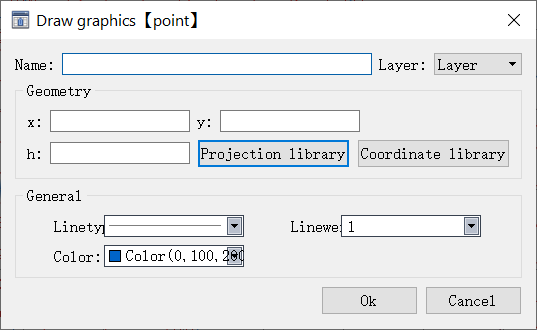 Draw graphics【point】
Name: Layer: Layer
Geometry
x: y:
h: Projection library Coordinate library
General
Linety Linewe 1
Color: Color(0,100,200
Ok Cancel